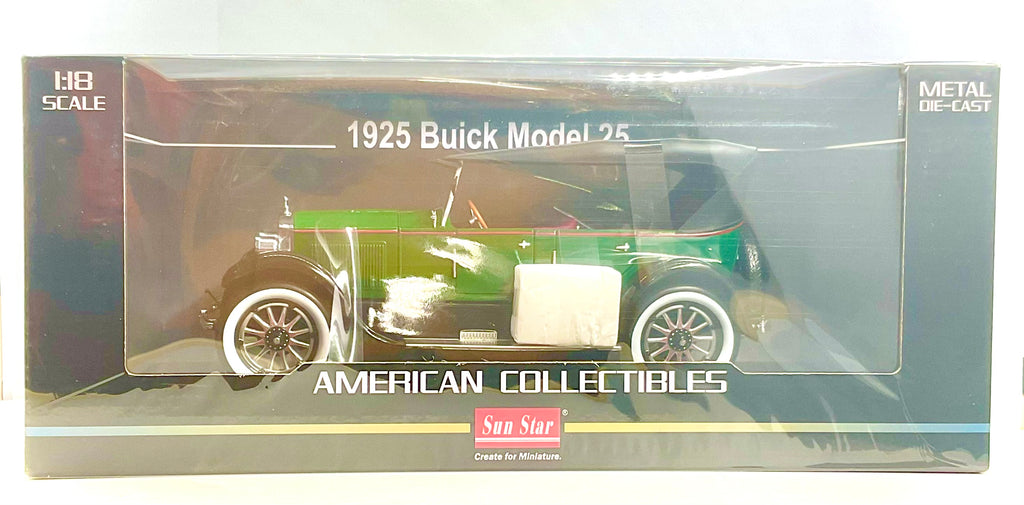 1:18
SCALE
METAL
DIE-CAST
1925 Buick Model 25
AMERICAN COLLECTIBLES
Sun Star ®
Create for Miniature.